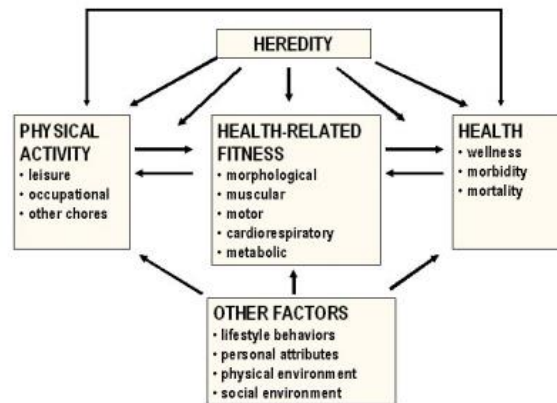 HEREDITY
PHYSICAL
ACTIVITY
• leisure
• occupational
• other chores
HEALTH-RELATED
FITNESS
• morphological
• muscular
• motor
• cardiorespiratory
• metabolic
HEALTH
• wellness
• morbidity
• mortality
OTHER FACTORS
• lifestyle behaviors
• personal attributes
• physical environment
• social environment